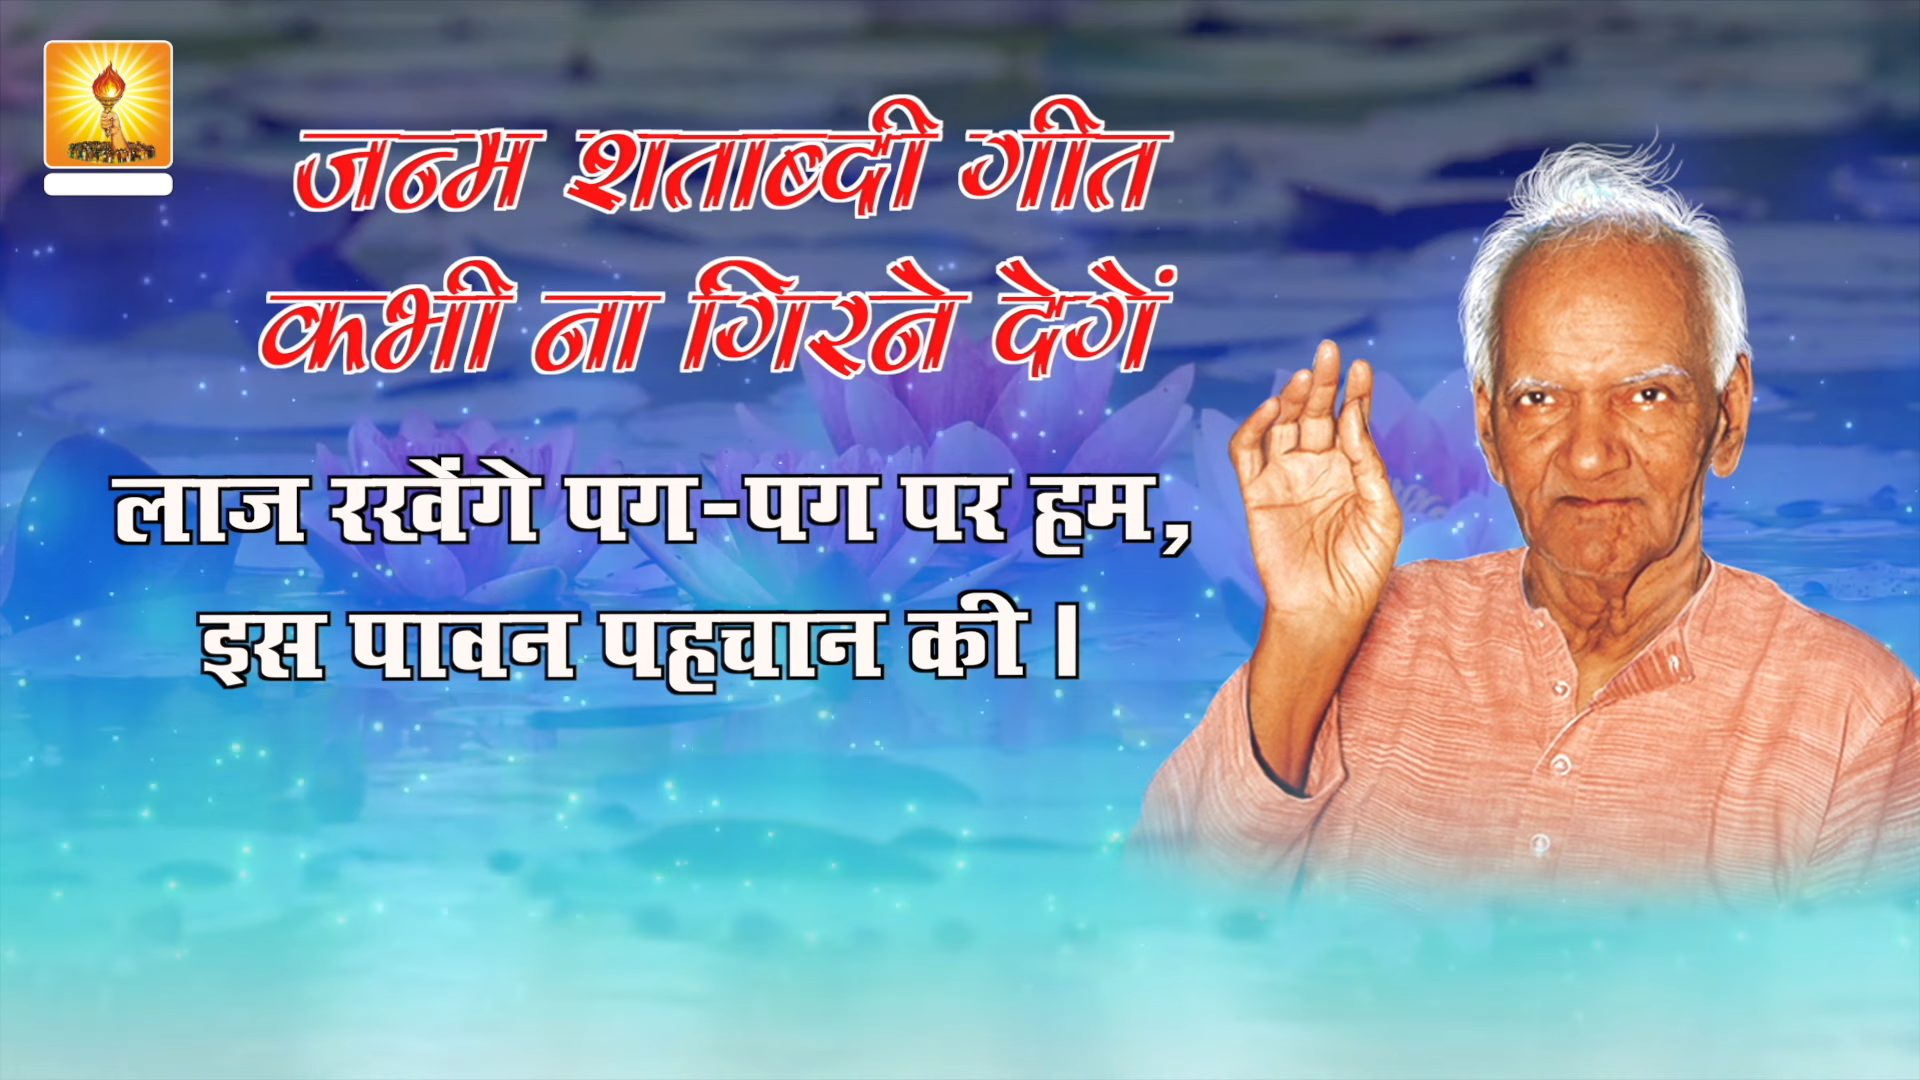 जन्म शताब्दी गीत
कभी ना गिरने देगें
लाज रखेंगे पग-पग पर हम,
इस पावन पहचान की।